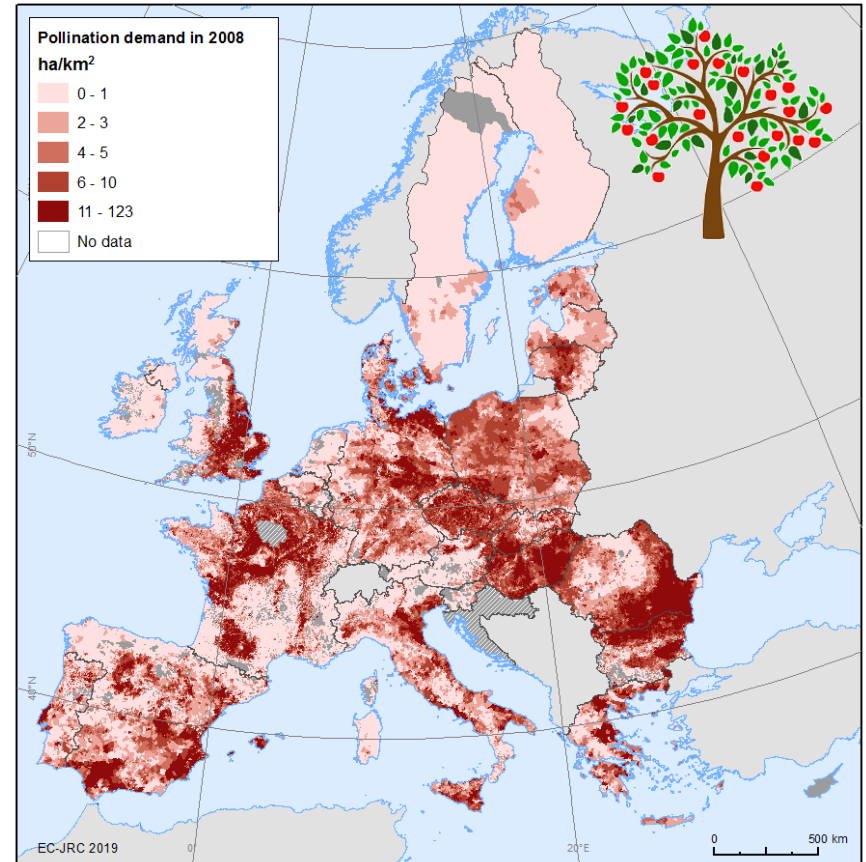 Pollination demand in 2008
ha/km²
0 - 1
2 - 3
4 - 5
6 - 10
11 - 123
No data
50°N
40°N
EC-JRC 2019
0°
20°E
0 500 km